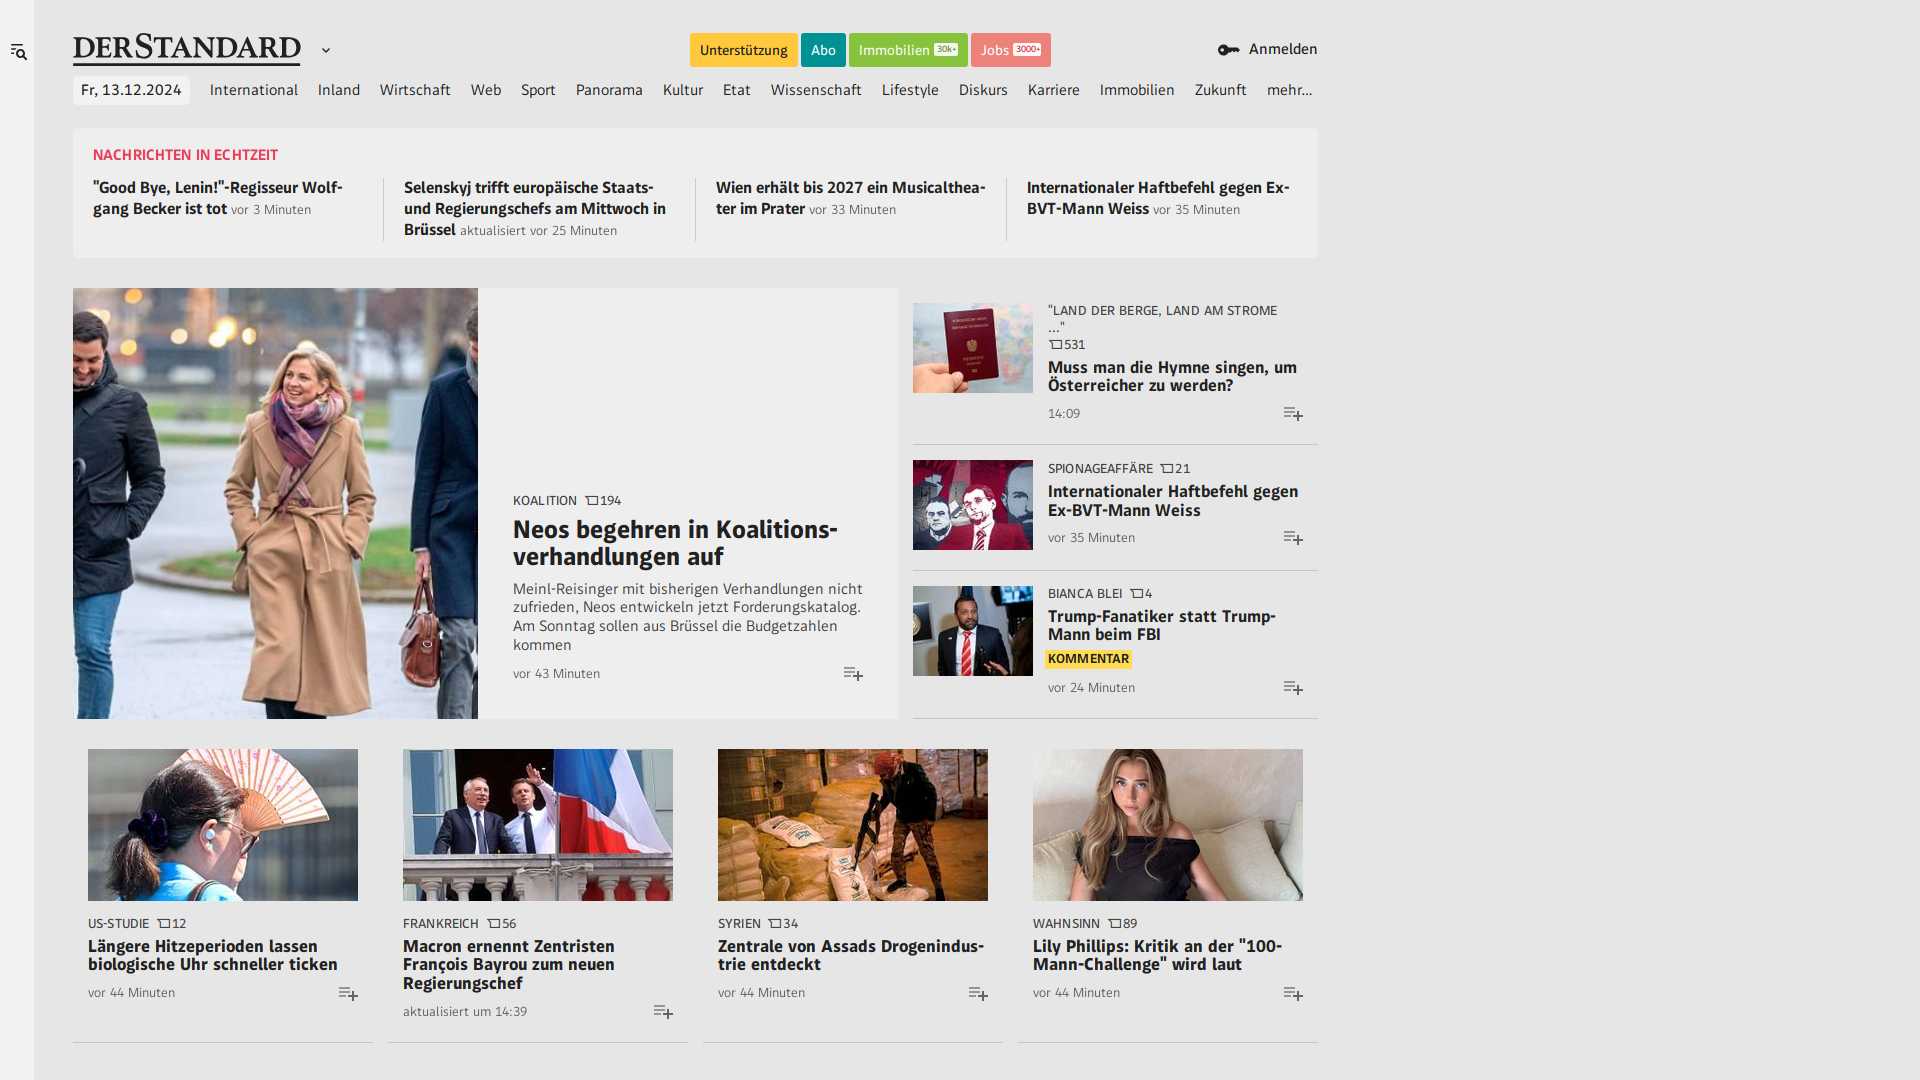 DERSTANDARD
Unterstützung
Abo
Immobilien 30k+
Jobs 3000+
Anmelden
Fr, 13.12.2024
International
Inland
Wirtschaft
Web
Sport
Panorama
Kultur
Etat
Wissenschaft
Lifestyle
Diskurs
Karriere
Immobilien
Zukunft
mehr...
NACHRICHTEN IN ECHTZEIT
"Good Bye, Lenin!"-Regisseur Wolf-
gang Becker ist tot vor 3 Minuten
Selenskyj trifft europäische Staats-
und Regierungschefs am Mittwoch in
Brüssel aktualisiert vor 25 Minuten
Wien erhält bis 2027 ein Musicalthea-
ter im Prater vor 33 Minuten
Internationaler Haftbefehl gegen Ex-
BVT-Mann Weiss vor 35 Minuten
KOALITION 194
Neos begehren in Koalitions-
verhandlungen auf
Meinl-Reisinger mit bisherigen Verhandlungen nicht
zufrieden, Neos entwickeln jetzt Forderungskatalog.
Am Sonntag sollen aus Brüssel die Budgetzahlen
kommen
vor 43 Minuten
"LAND DER BERGE, LAND AM STROME
..."
531
Muss man die Hymne singen, um
Österreicher zu werden?
14:09
SPIONAGEAFFÄRE 21
Internationaler Haftbefehl gegen
Ex-BVT-Mann Weiss
vor 35 Minuten
BIANCA BLEI 4
Trump-Fanatiker statt Trump-
Mann beim FBI
KOMMENTAR
vor 24 Minuten
US-STUDIE 12
Längere Hitzeperioden lassen
biologische Uhr schneller ticken
vor 44 Minuten
FRANKREICH 56
Macron ernennt Zentristen
François Bayrou zum neuen
Regierungschef
aktualisiert um 14:39
SYRIEN 34
Zentrale von Assads Drogenindus-
trie entdeckt
vor 44 Minuten
WAHNSINN 89
Lily Phillips: Kritik an der "100-
Mann-Challenge" wird laut
vor 44 Minuten